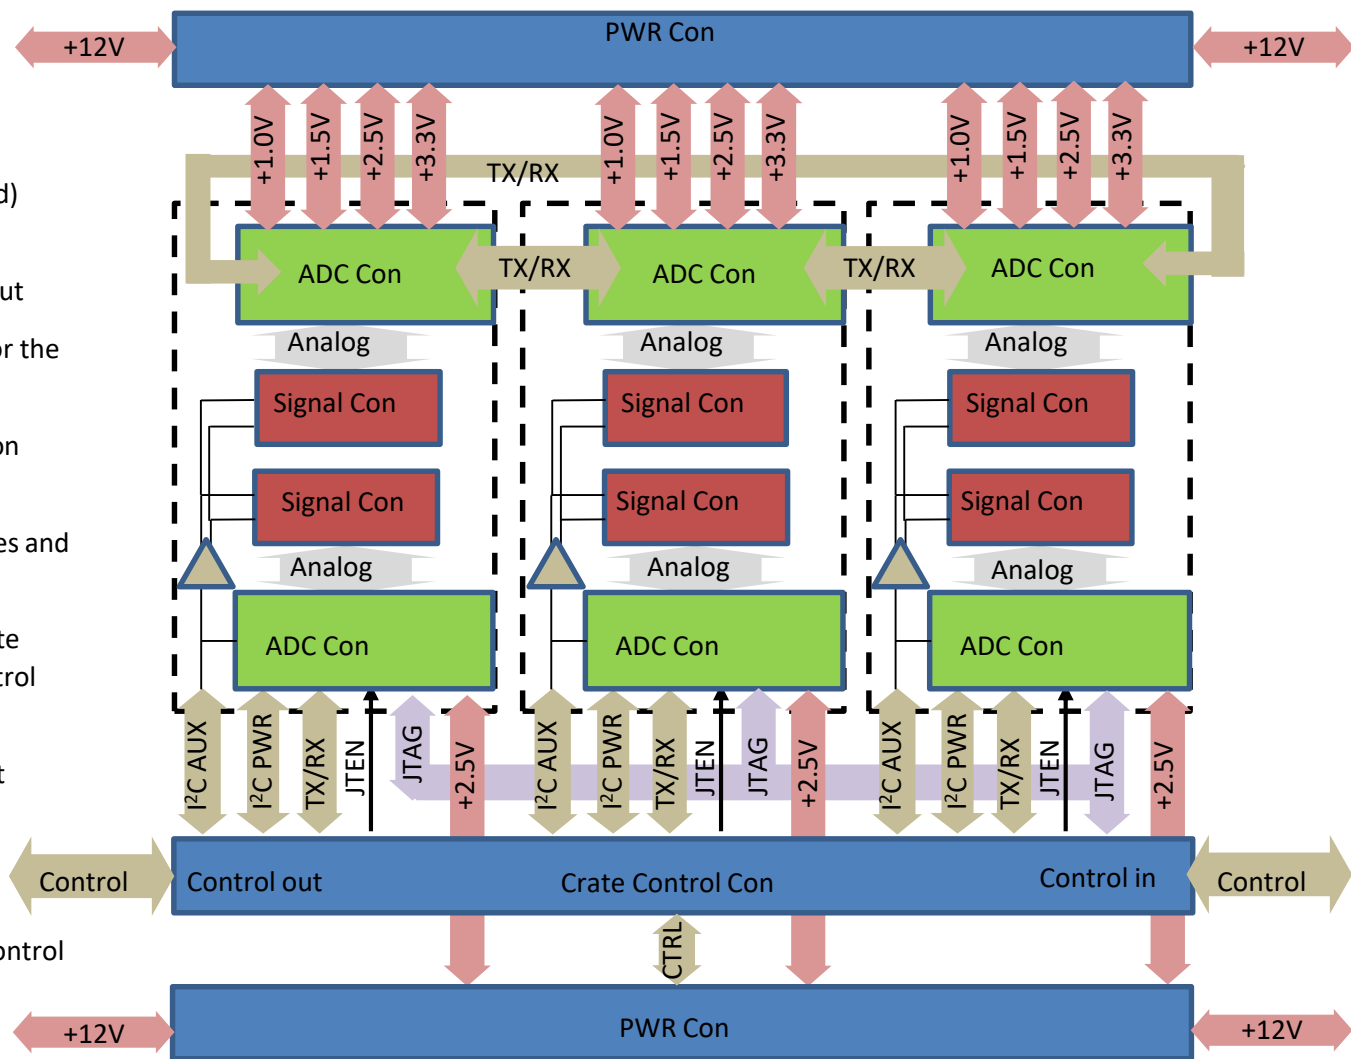 PWR Con
+12V
+12V
+1.0V
+1.5V
+2.5V
+3.3V
+1.0V
+1.5V
+2.5V
+3.3V
+1.0V
+1.5V
+2.5V
+3.3V
TX/RX
d)
ADC Con
TX/RX
ADC Con
TX/RX
ADC Con
ut
or the
Analog
Analog
Analog
Signal Con
Signal Con
Signal Con
on
Signal Con
Signal Con
Signal Con
es and
Analog
Analog
Analog
te
ADC Con
ADC Con
ADC Con
trol
I²C AUX
I²C PWR
TX/RX
JTEN
JTAG
+2.5V
I²C AUX
I²C PWR
TX/RX
JTEN
JTAG
+2.5V
I²C AUX
I²C PWR
TX/RX
JTEN
JTAG
+2.5V
t
Control
Control out
Crate Control Con
Control in
Control
ontrol
CTRL
PWR Con
+12V
+12V